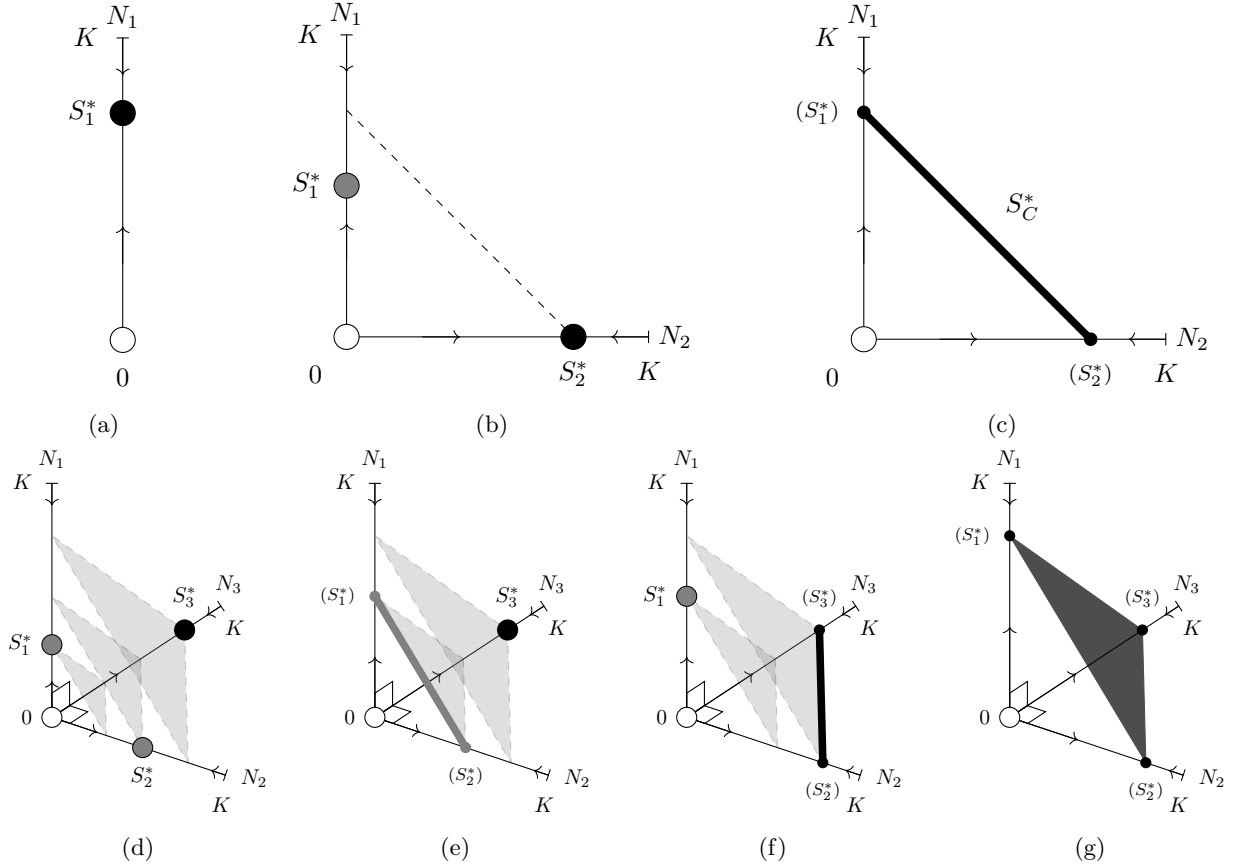 N₁
K
S₁*
0
(a)
N₁
K
S₁*
0
S₂*
N₂
K
(b)
N₁
K
(S₁*)
S_C*
0
(S₂*)
N₂
K
(c)
N₁
K
S₁*
0
S₂*
S₃*
N₃
K
N₂
K
(d)
N₁
K
(S₁*)
0
(S₂*)
S₃*
N₃
K
N₂
K
(e)
N₁
K
S₁*
0
(S₃*)
N₃
K
(S₂*)
N₂
K
(f)
N₁
K
(S₁*)
0
(S₃*)
N₃
K
(S₂*)
N₂
K
(g)